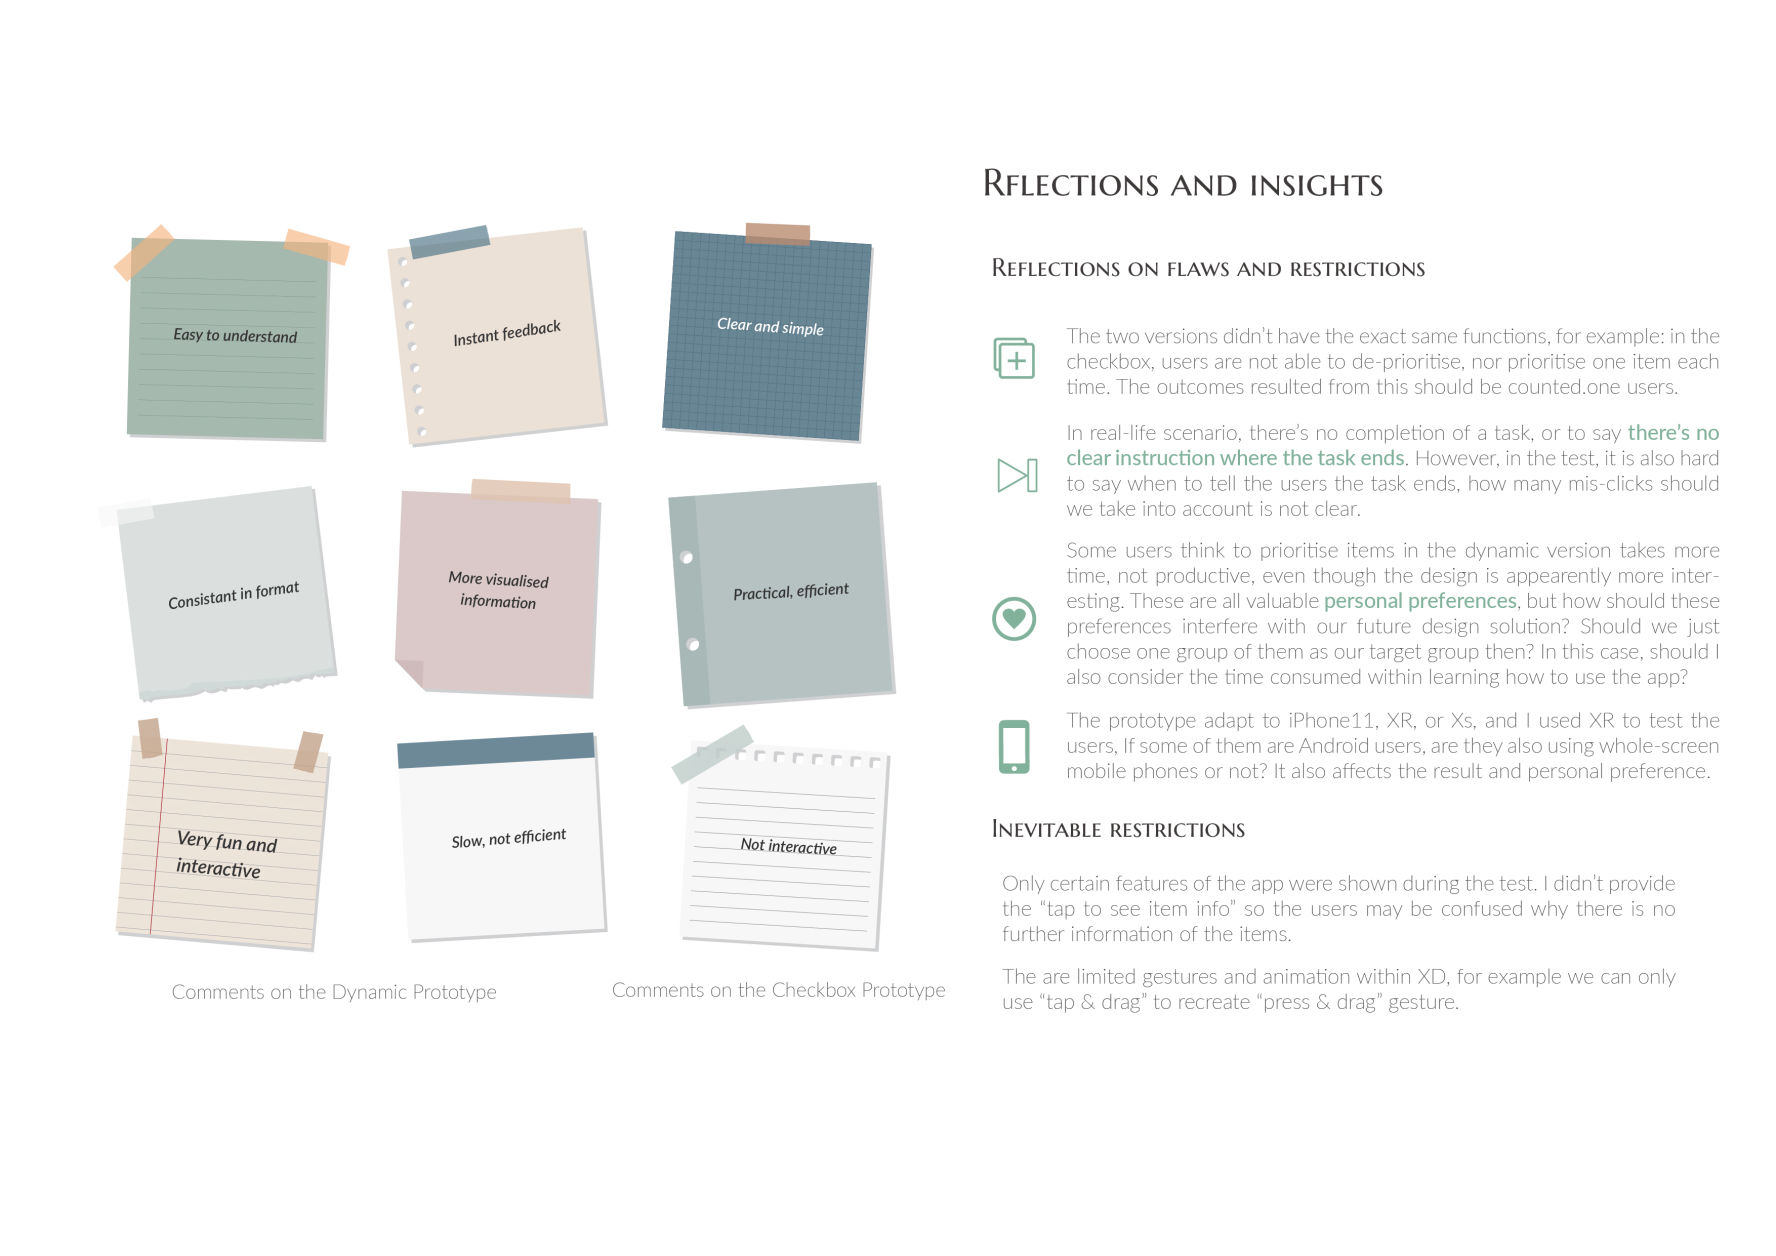 Easy to understand
Instant feedback
Clear and simple
Consistant in format
More visualised
information
Practical, efficient
Very fun and
interactive
Slow, not efficient
Not interactive
Comments on the Dynamic Prototype
Comments on the Checkbox Prototype
Rflections and insights
Reflections on flaws and restrictions
The two versions didn't have the exact same functions, for example: in the
checkbox, users are not able to de-prioritise, nor prioritise one item each
time. The outcomes resulted from this should be counted.one users.
In real-life scenario, there's no completion of a task, or to say there's no
clear instruction where the task ends. However, in the test, it is also hard
to say when to tell the users the task ends, how many mis-clicks should
we take into account is not clear.
Some users think to prioritise items in the dynamic version takes more
time, not productive, even though the design is appearently more inter-
esting. These are all valuable personal preferences, but how should these
preferences interfere with our future design solution? Should we just
choose one group of them as our target group then? In this case, should I
also consider the time consumed within learning how to use the app?
The prototype adapt to iPhone11, XR, or Xs, and I used XR to test the
users, If some of them are Android users, are they also using whole-screen
mobile phones or not? It also affects the result and personal preference.
Inevitable restrictions
Only certain features of the app were shown during the test. I didn't provide
the “tap to see item info” so the users may be confused why there is no
further information of the items.
The are limited gestures and animation within XD, for example we can only
use “tap & drag” to recreate “press & drag” gesture.